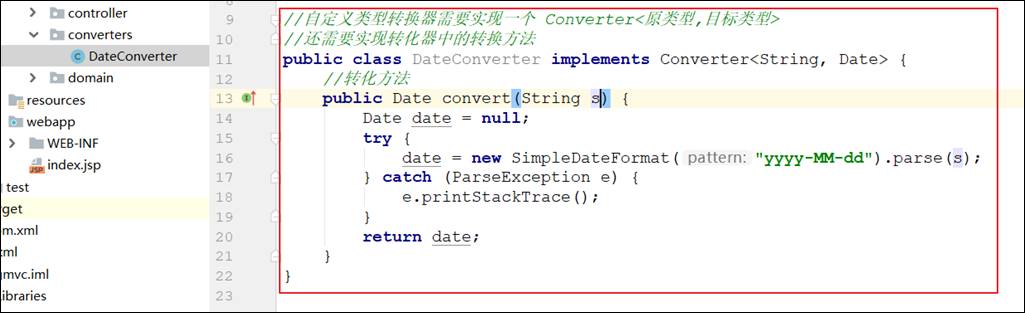 controller
converters
DateConverter
domain
resources
webapp
WEB-INF
index.jsp
test
rget
m.xml
ml
gmvc.iml
Libraries
9 //自定义类型转换器需要实现一个 Converter<原类型,目标类型>
10 //还需要实现转化器中的转换方法
11 public class DateConverter implements Converter<String, Date> {
12 //转化方法
13 public Date convert(String s) {
14 Date date = null;
15 try {
16 date = new SimpleDateFormat( pattern: "yyyy-MM-dd").parse(s);
17 } catch (ParseException e) {
18 e.printStackTrace();
19 }
20 return date;
21 }
22 }
23